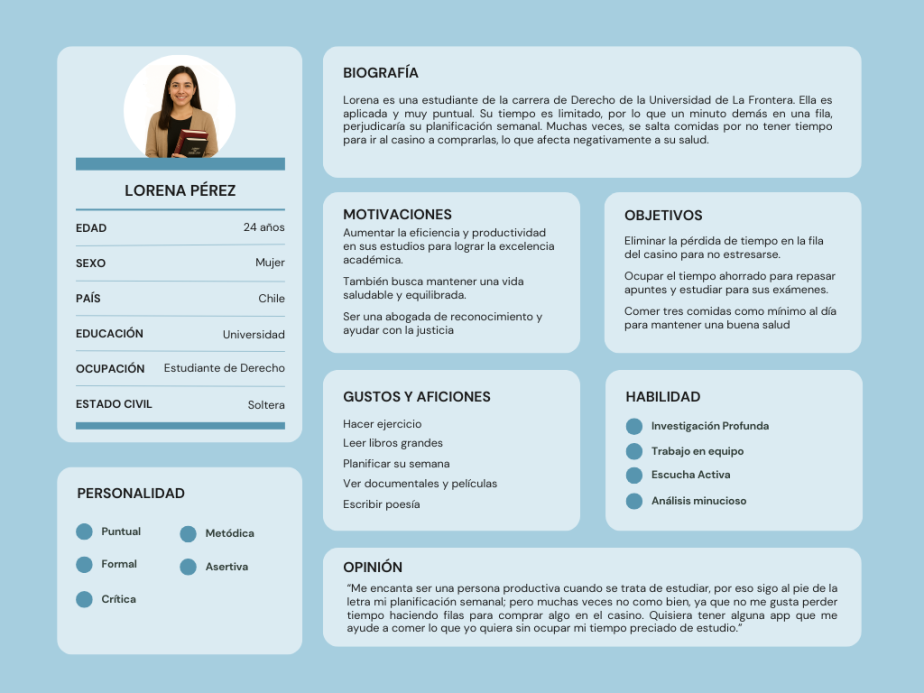 LORENA PÉREZ
EDAD 24 años
SEXO Mujer
PAÍS Chile
EDUCACIÓN Universidad
OCUPACIÓN Estudiante de Derecho
ESTADO CIVIL Soltera
PERSONALIDAD
Puntual Metódica
Formal Asertiva
Crítica
BIOGRAFÍA
Lorena es una estudiante de la carrera de Derecho de la Universidad de La Frontera. Ella es
aplicada y muy puntual. Su tiempo es limitado, por lo que un minuto demás en una fila,
perjudicaría su planificación semanal. Muchas veces, se salta comidas por no tener tiempo
para ir al casino a comprarlas, lo que afecta negativamente a su salud.
MOTIVACIONES
Aumentar la eficiencia y productividad
en sus estudios para lograr la excelencia
académica.
También busca mantener una vida
saludable y equilibrada.
Ser una abogada de reconocimiento y
ayudar con la justicia
OBJETIVOS
Eliminar la pérdida de tiempo en la fila
del casino para no estresarse.
Ocupar el tiempo ahorrado para repasar
apuntes y estudiar para sus exámenes.
Comer tres comidas como mínimo al día
para mantener una buena salud
GUSTOS Y AFICIONES
Hacer ejercicio
Leer libros grandes
Planificar su semana
Ver documentales y películas
Escribir poesía
HABILIDAD
Investigación Profunda
Trabajo en equipo
Escucha Activa
Análisis minucioso
OPINIÓN
“Me encanta ser una persona productiva cuando se trata de estudiar, por eso sigo al pie de la
letra mi planificación semanal; pero muchas veces no como bien, ya que no me gusta perder
tiempo haciendo filas para comprar algo en el casino. Quisiera tener alguna app que me
ayude a comer lo que yo quiera sin ocupar mi tiempo preciado de estudio.”